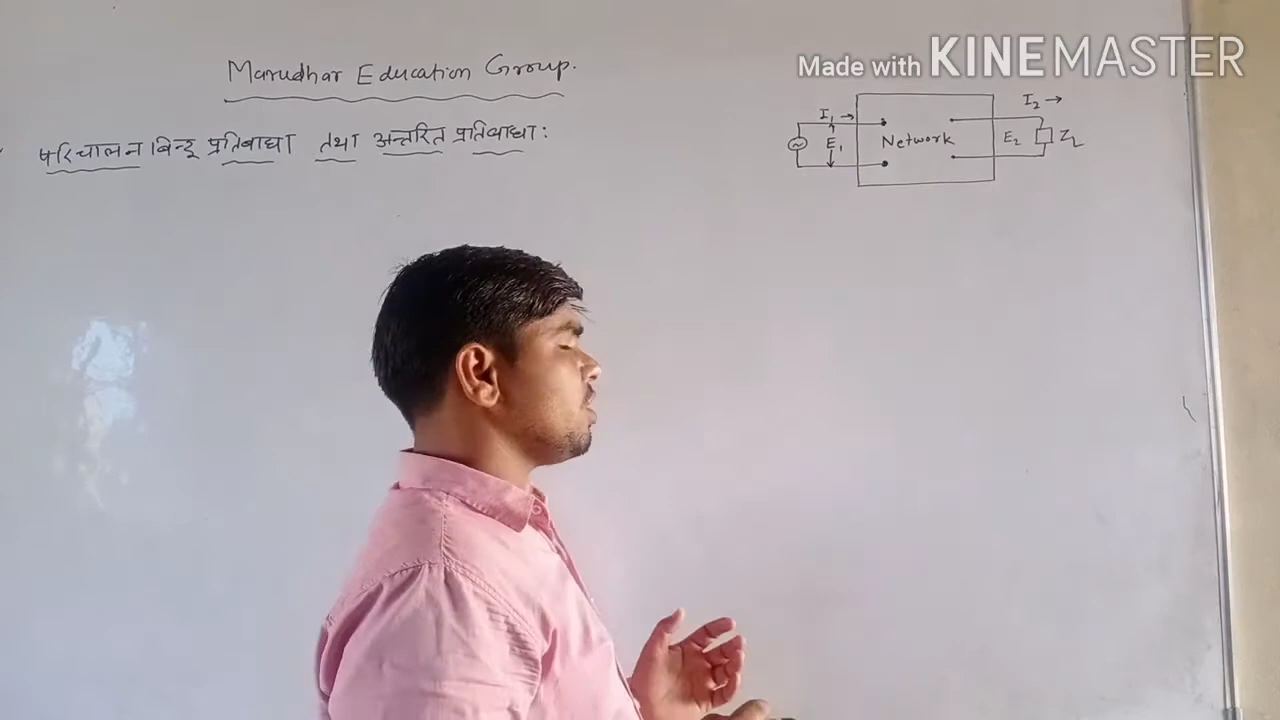 Made with KINEMASTER
Marudhar Education Group.
परिचालन बिन्दू प्रतिबाधा तथा अन्तरित प्रतिबाधा :
I₁ → I₂ →
E₁ Network E₂ Z_L